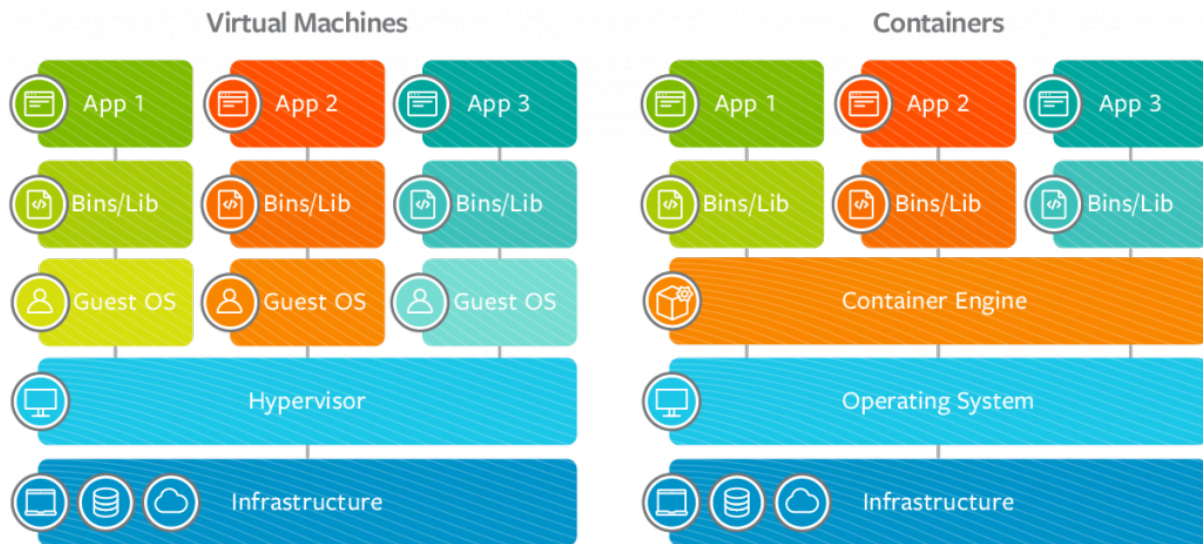 Virtual Machines
Containers
App 1
App 2
App 3
App 1
App 2
App 3
Bins/Lib
Bins/Lib
Bins/Lib
Bins/Lib
Bins/Lib
Bins/Lib
Guest OS
Guest OS
Guest OS
Container Engine
Hypervisor
Operating System
Infrastructure
Infrastructure